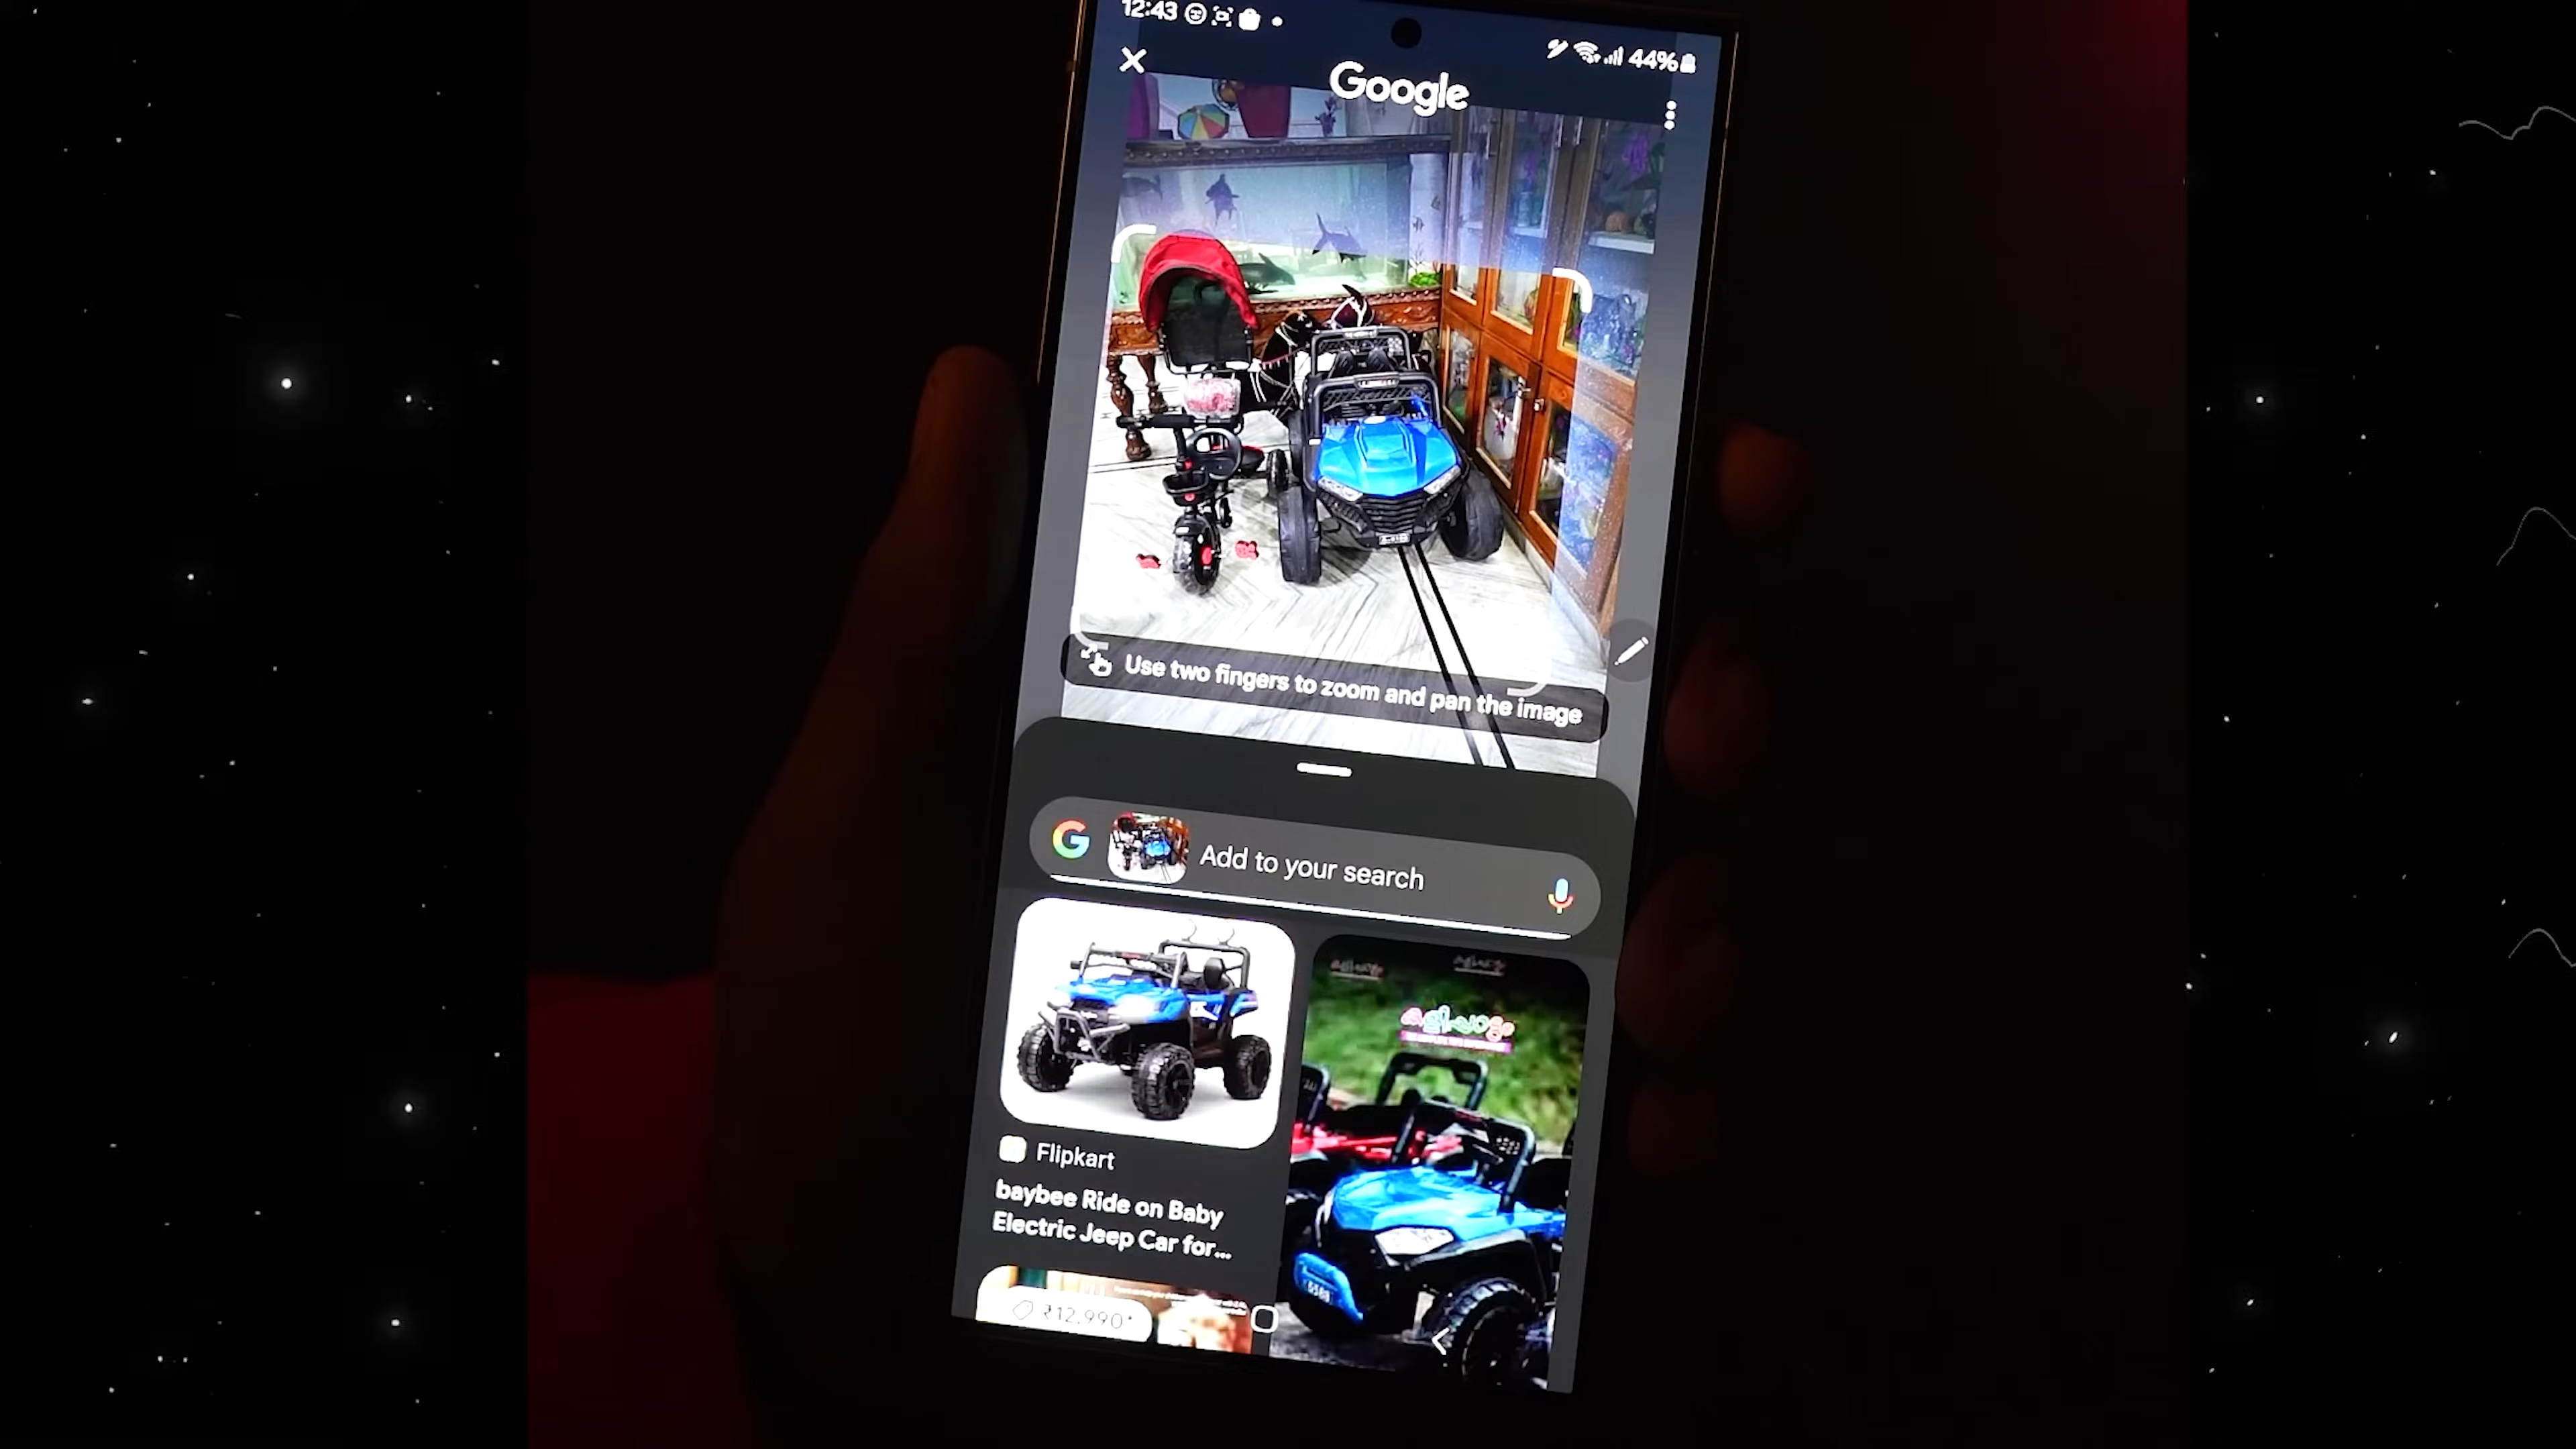 12:43
44%
Google
Use two fingers to zoom and pan the image
G
Add to your search
Flipkart
baybee Ride on Baby
Electric Jeep Car for...
₹12,990*
കളിപ്പാട്ടം